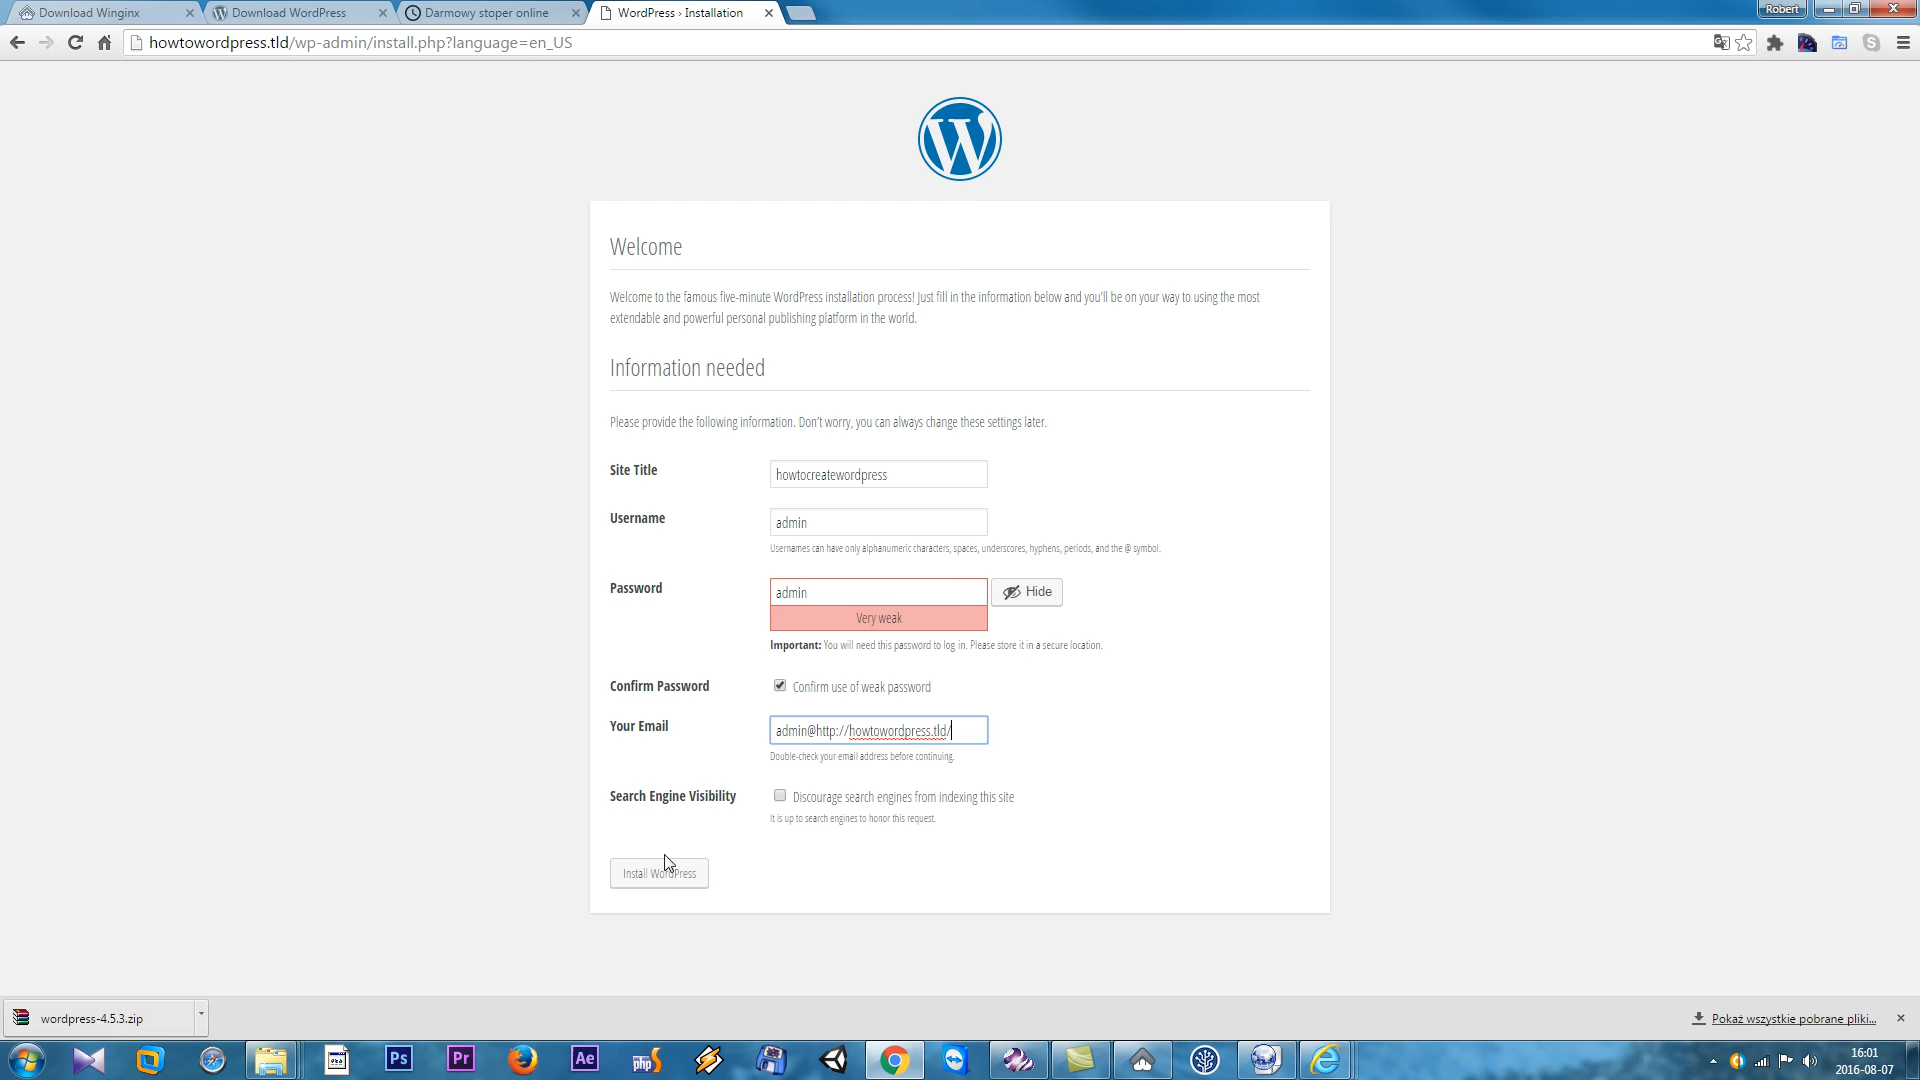 Download Winginx
Download WordPress
Darmowy stoper online
WordPress › Installation
Robert
howtowordpress.tld/wp-admin/install.php?language=en_US
W
Welcome
Welcome to the famous five-minute WordPress installation process! Just fill in the information below and you'll be on your way to using the most
extendable and powerful personal publishing platform in the world.
Information needed
Please provide the following information. Don't worry, you can always change these settings later.
Site Title
howtocreatewordpress
Username
admin
Usernames can have only alphanumeric characters, spaces, underscores, hyphens, periods, and the @ symbol.
Password
admin
Hide
Very weak
Important: You will need this password to log in. Please store it in a secure location.
Confirm Password
Confirm use of weak password
Your Email
admin@http://howtowordpress.tld/
Double-check your email address before continuing.
Search Engine Visibility
Discourage search engines from indexing this site
It is up to search engines to honor this request.
Install WordPress
wordpress-4.5.3.zip
Pokaż wszystkie pobrane pliki...
Ps
Pr
Ae
php
16:01
2016-08-07